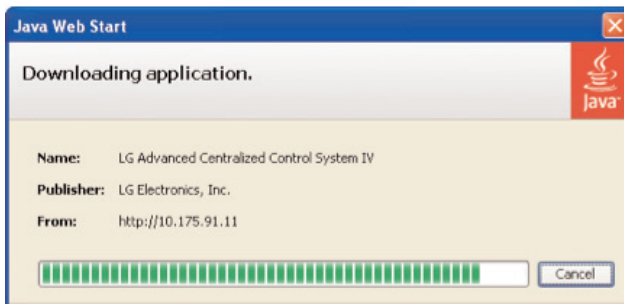 Java Web Start
Downloading application.
Java
Name: LG Advanced Centralized Control System IV
Publisher: LG Electronics, Inc.
From: http://10.175.91.11
Cancel